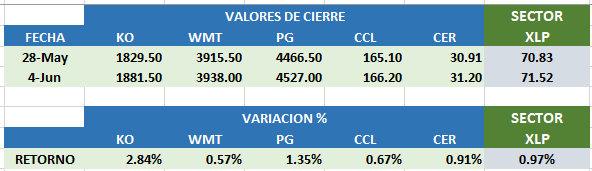 VALORES DE CIERRE SECTOR
FECHA KO WMT PG CCL CER XLP
28-May 1829.50 3915.50 4466.50 165.10 30.91 70.83
4-Jun 1881.50 3938.00 4527.00 166.20 31.20 71.52
VARIACION % SECTOR
KO WMT PG CCL CER XLP
RETORNO 2.84% 0.57% 1.35% 0.67% 0.91% 0.97%